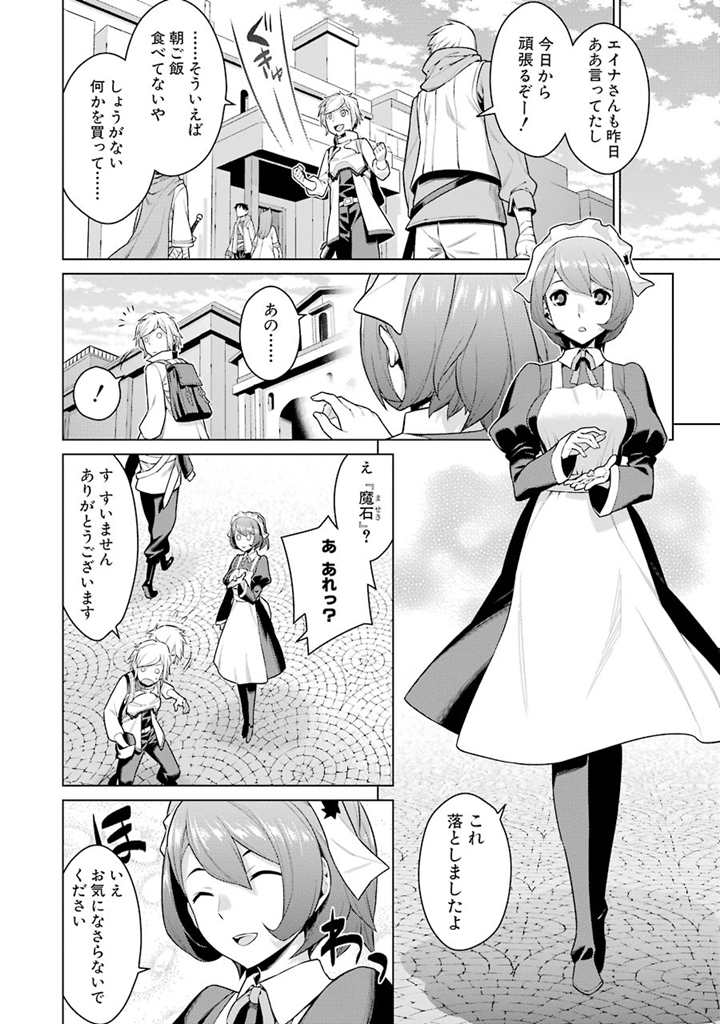 エイナさんも昨日
ああ言ってたし
今日から
頑張るぞー！
ぐきゅ
……そういえば
朝ご飯
食べてないや
しょうがない
何かを買って……
あの…
！
これ
落としましたよ
え『魔石』？
ませき
あ あれっ？
す すいません
ありがとうございます
ほわっ
いえ
お気になさらないで
ください